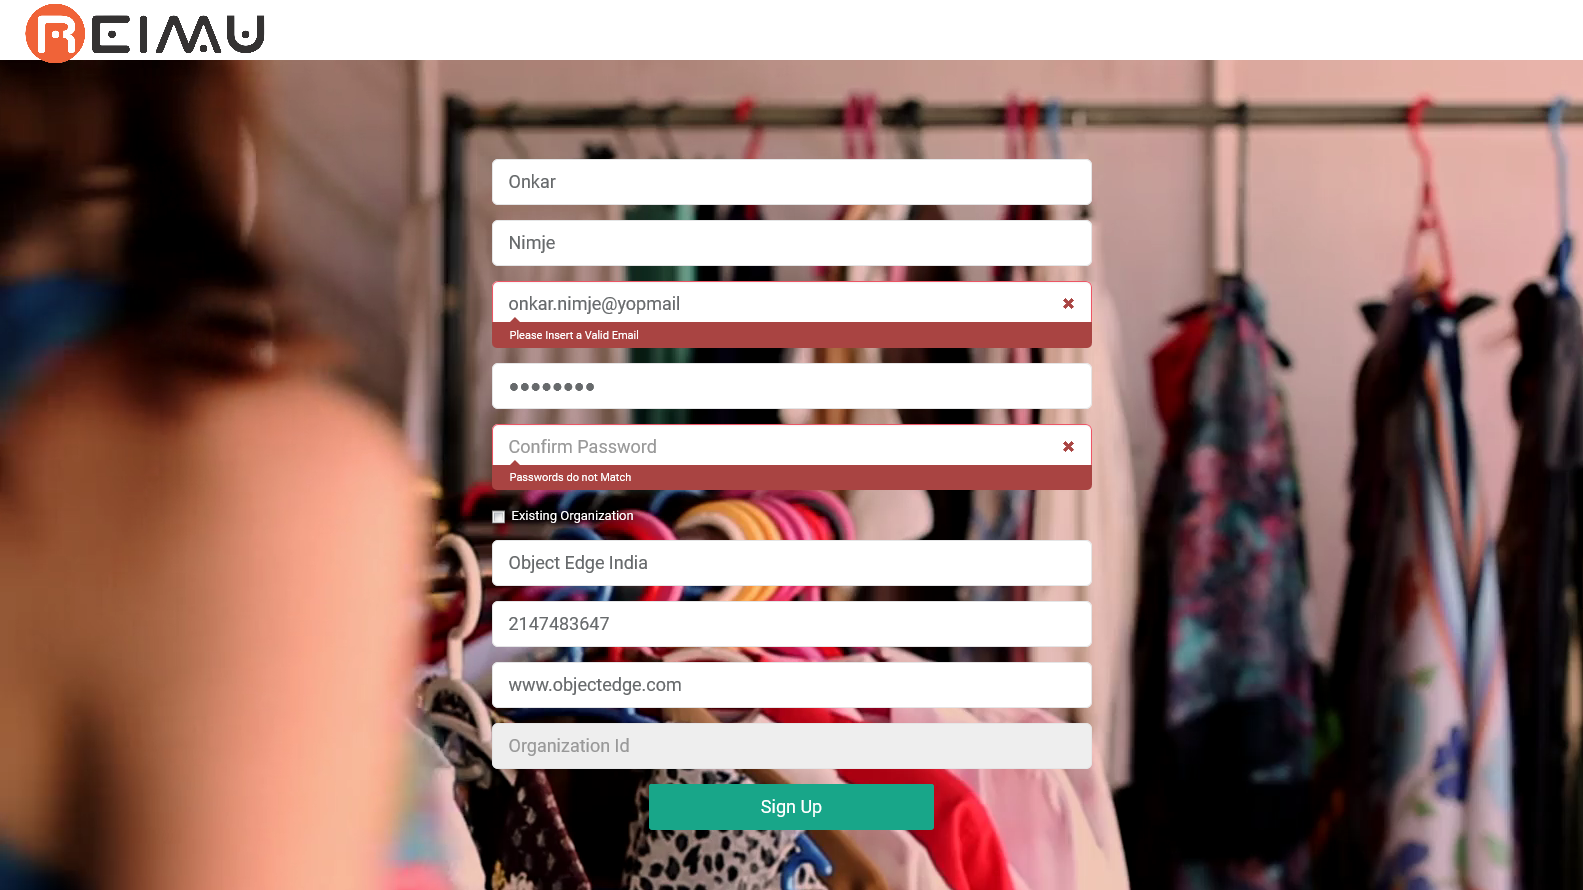 REIMU
Onkar
Nimje
onkar.nimje@yopmail
Please Insert a Valid Email
Confirm Password
Passwords do not Match
Existing Organization
Object Edge India
2147483647
www.objectedge.com
Organization Id
Sign Up